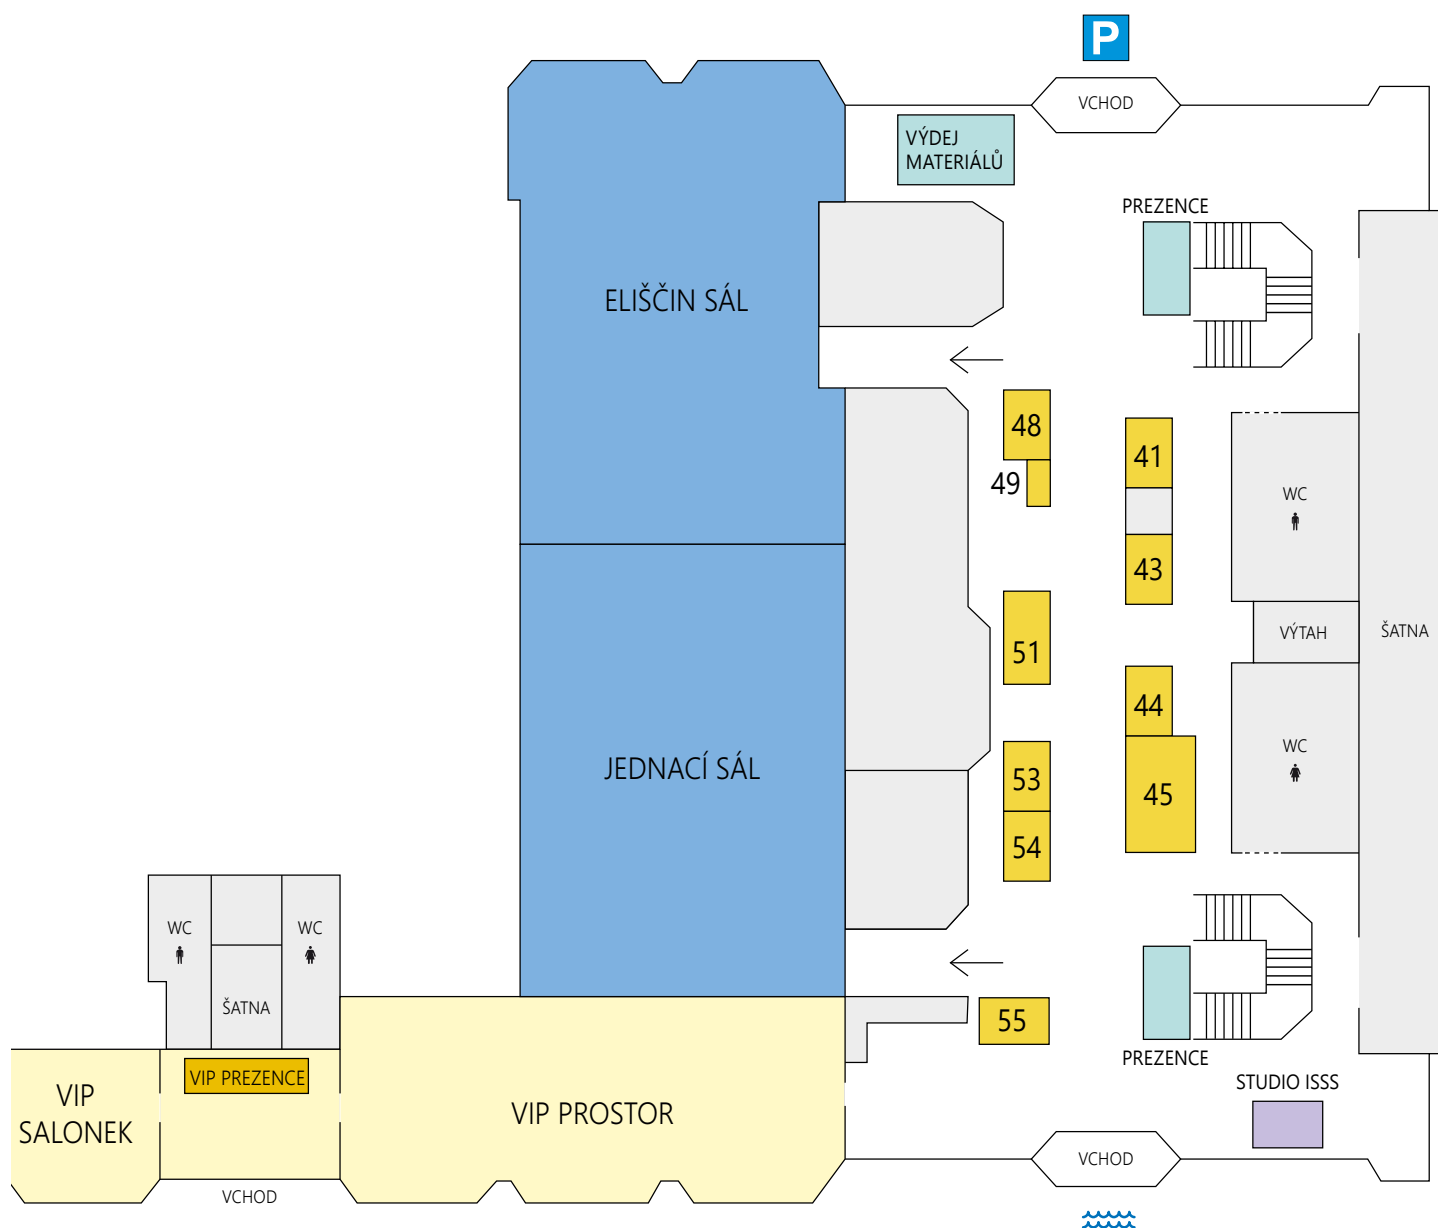 P
VCHOD
VÝDEJ
MATERIÁLŮ
PREZENCE
ELIŠČIN SÁL
48
41
49
WC
43
51
VÝTAH
ŠATNA
44
WC
JEDNACÍ SÁL
53
45
54
WC
WC
ŠATNA
55
PREZENCE
VIP PREZENCE
STUDIO ISSS
VIP
SALONEK
VIP PROSTOR
VCHOD
VCHOD